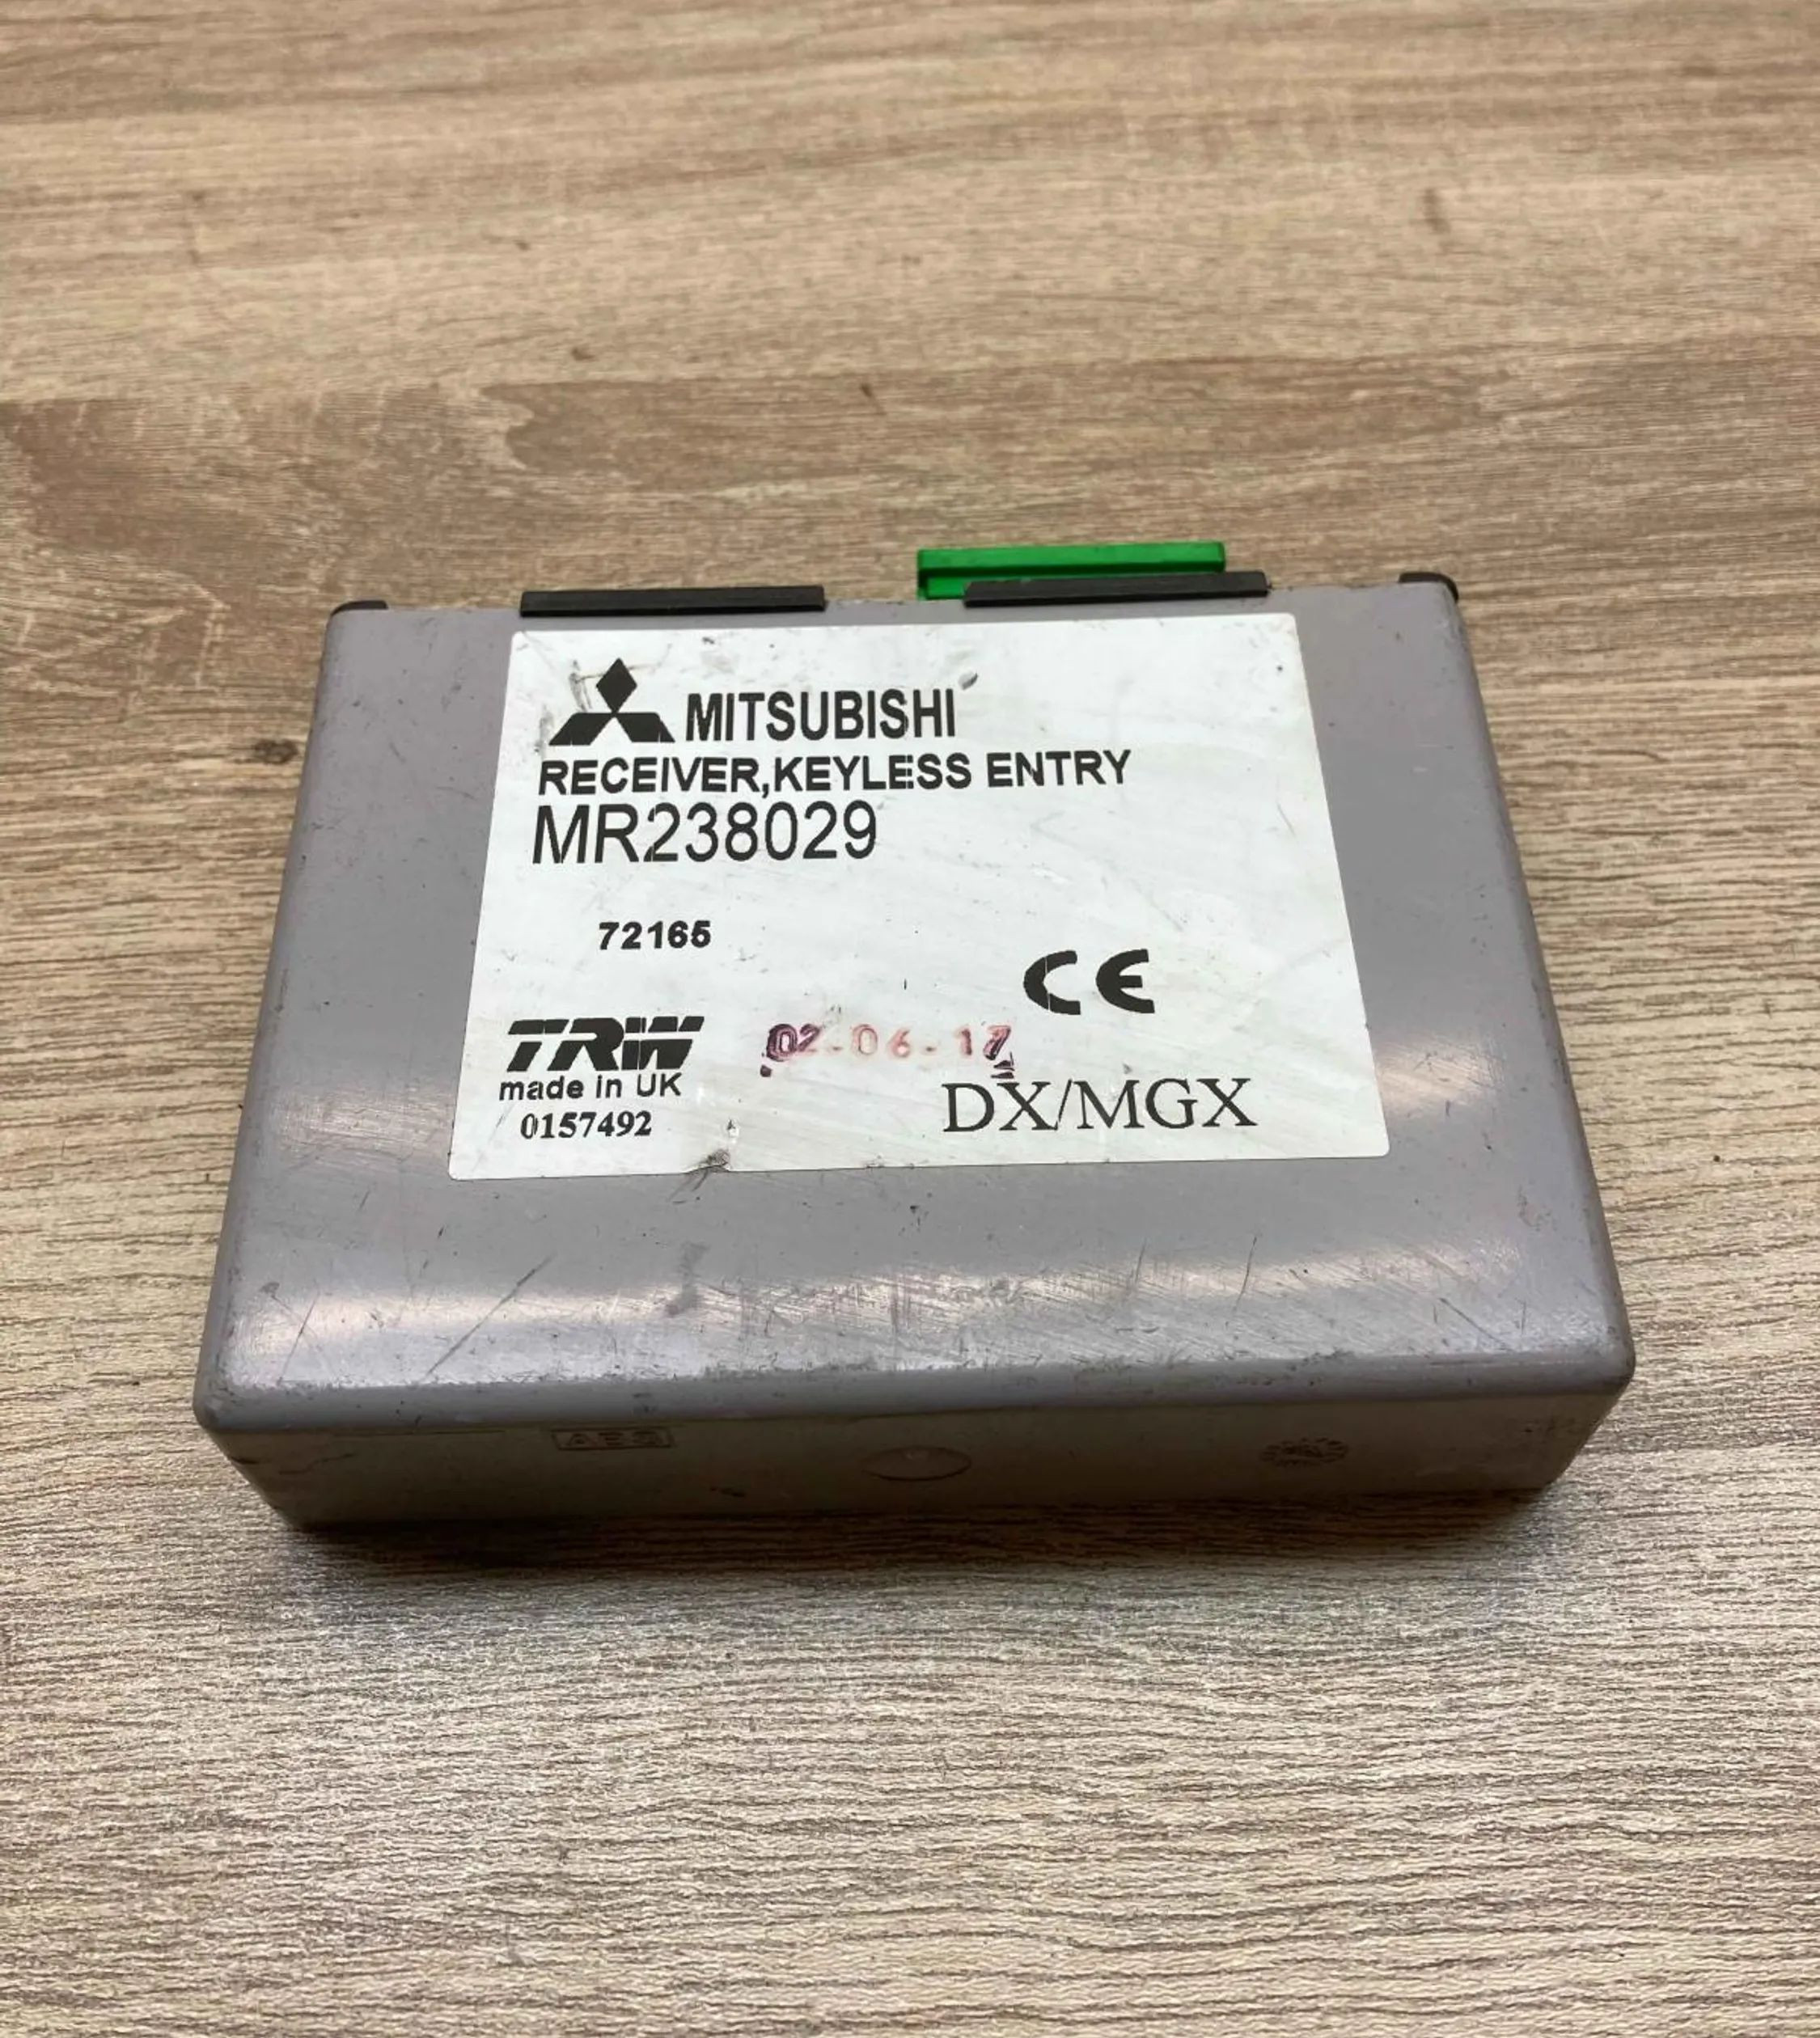 MITSUBISHI
RECEIVER,KEYLESS ENTRY
MR238029
72165
CE
TRW
02-06-17
made in UK
DX/MGX
0157492